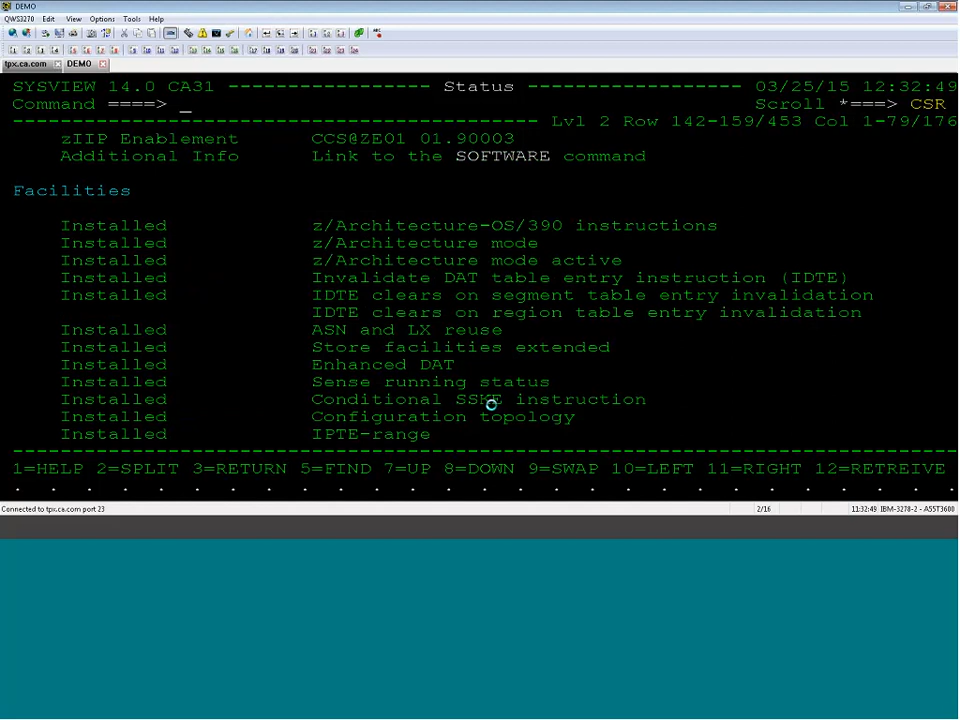 DEMO
QWS3270 Edit View Options Tools Help
tpx.ca.com DEMO
SYSVIEW 14.0 CA31 ----------------- Status ------------------ 03/25/15 12:32:49
Command ====> _ Scroll *===> CSR
-------------------------------------------- Lvl 2 Row 142-159/453 Col 1-79/176
zIIP Enablement CCS@ZE01 01.90003
Additional Info Link to the SOFTWARE command
Facilities
Installed z/Architecture-OS/390 instructions
Installed z/Architecture mode
Installed z/Architecture mode active
Installed Invalidate DAT table entry instruction (IDTE)
Installed IDTE clears on segment table entry invalidation
IDTE clears on region table entry invalidation
Installed ASN and LX reuse
Installed Store facilities extended
Installed Enhanced DAT
Installed Sense running status
Installed Conditional SSKE instruction
Installed Configuration topology
Installed IPTE-range
-------------------------------------------------------------------------------
1=HELP 2=SPLIT 3=RETURN 5=FIND 7=UP 8=DOWN 9=SWAP 10=LEFT 11=RIGHT 12=RETREIVE
Connected to tpx.ca.com port 23 2/16 11:32:49 IBM-3278-2 - A55T3600